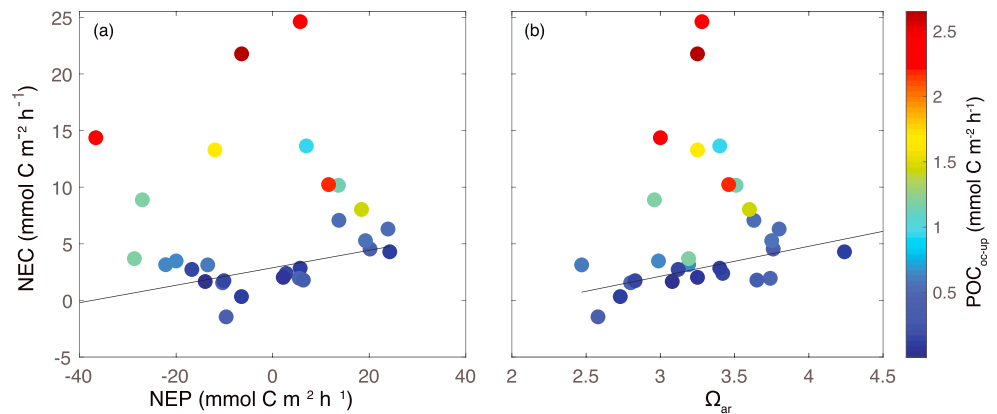 (a)
25
20
15
10
5
0
-5
NEC (mmol C m⁻² h⁻¹)
-40 -20 0 20 40
NEP (mmol C m⁻² h⁻¹)
(b)
2 2.5 3 3.5 4 4.5
Ωar
2.5
2
1.5
1
0.5
POCoc-up (mmol C m⁻² h⁻¹)